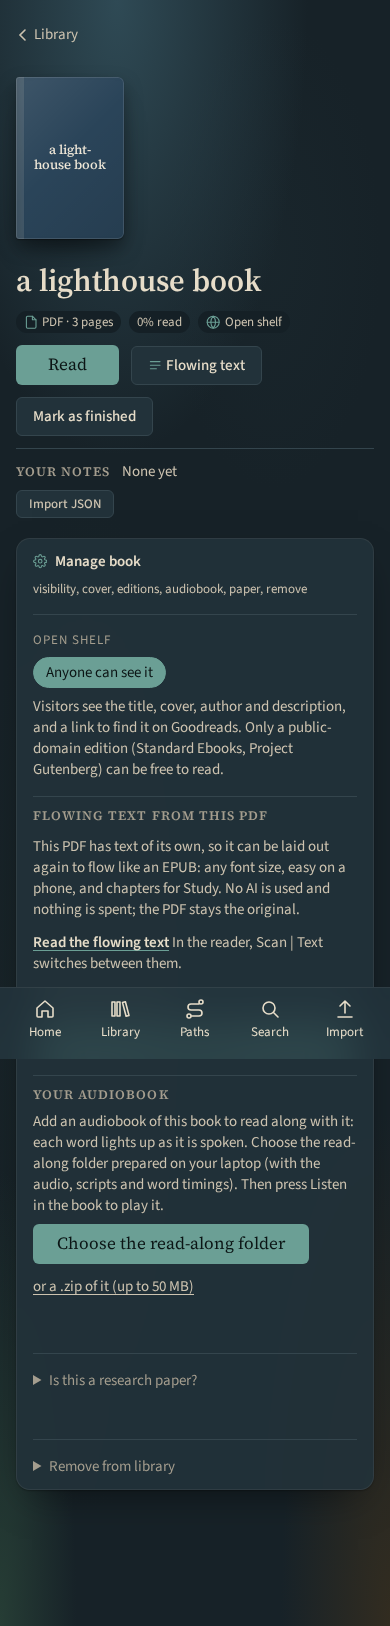 Library
a light-
house book
a lighthouse book
PDF · 3 pages
0% read
Open shelf
Read
Flowing text
Mark as finished
YOUR NOTES None yet
Import JSON
Manage book
visibility, cover, editions, audiobook, paper, remove
OPEN SHELF
Anyone can see it
Visitors see the title, cover, author and description,
and a link to find it on Goodreads. Only a public-
domain edition (Standard Ebooks, Project
Gutenberg) can be free to read.
FLOWING TEXT FROM THIS PDF
This PDF has text of its own, so it can be laid out
again to flow like an EPUB: any font size, easy on a
phone, and chapters for Study. No AI is used and
nothing is spent; the PDF stays the original.
Read the flowing text In the reader, Scan | Text
switches between them.
Home
Library
Paths
Search
Import
YOUR AUDIOBOOK
Add an audiobook of this book to read along with it:
each word lights up as it is spoken. Choose the read-
along folder prepared on your laptop (with the
audio, scripts and word timings). Then press Listen
in the book to play it.
Choose the read-along folder
or a .zip of it (up to 50 MB)
Is this a research paper?
Remove from library